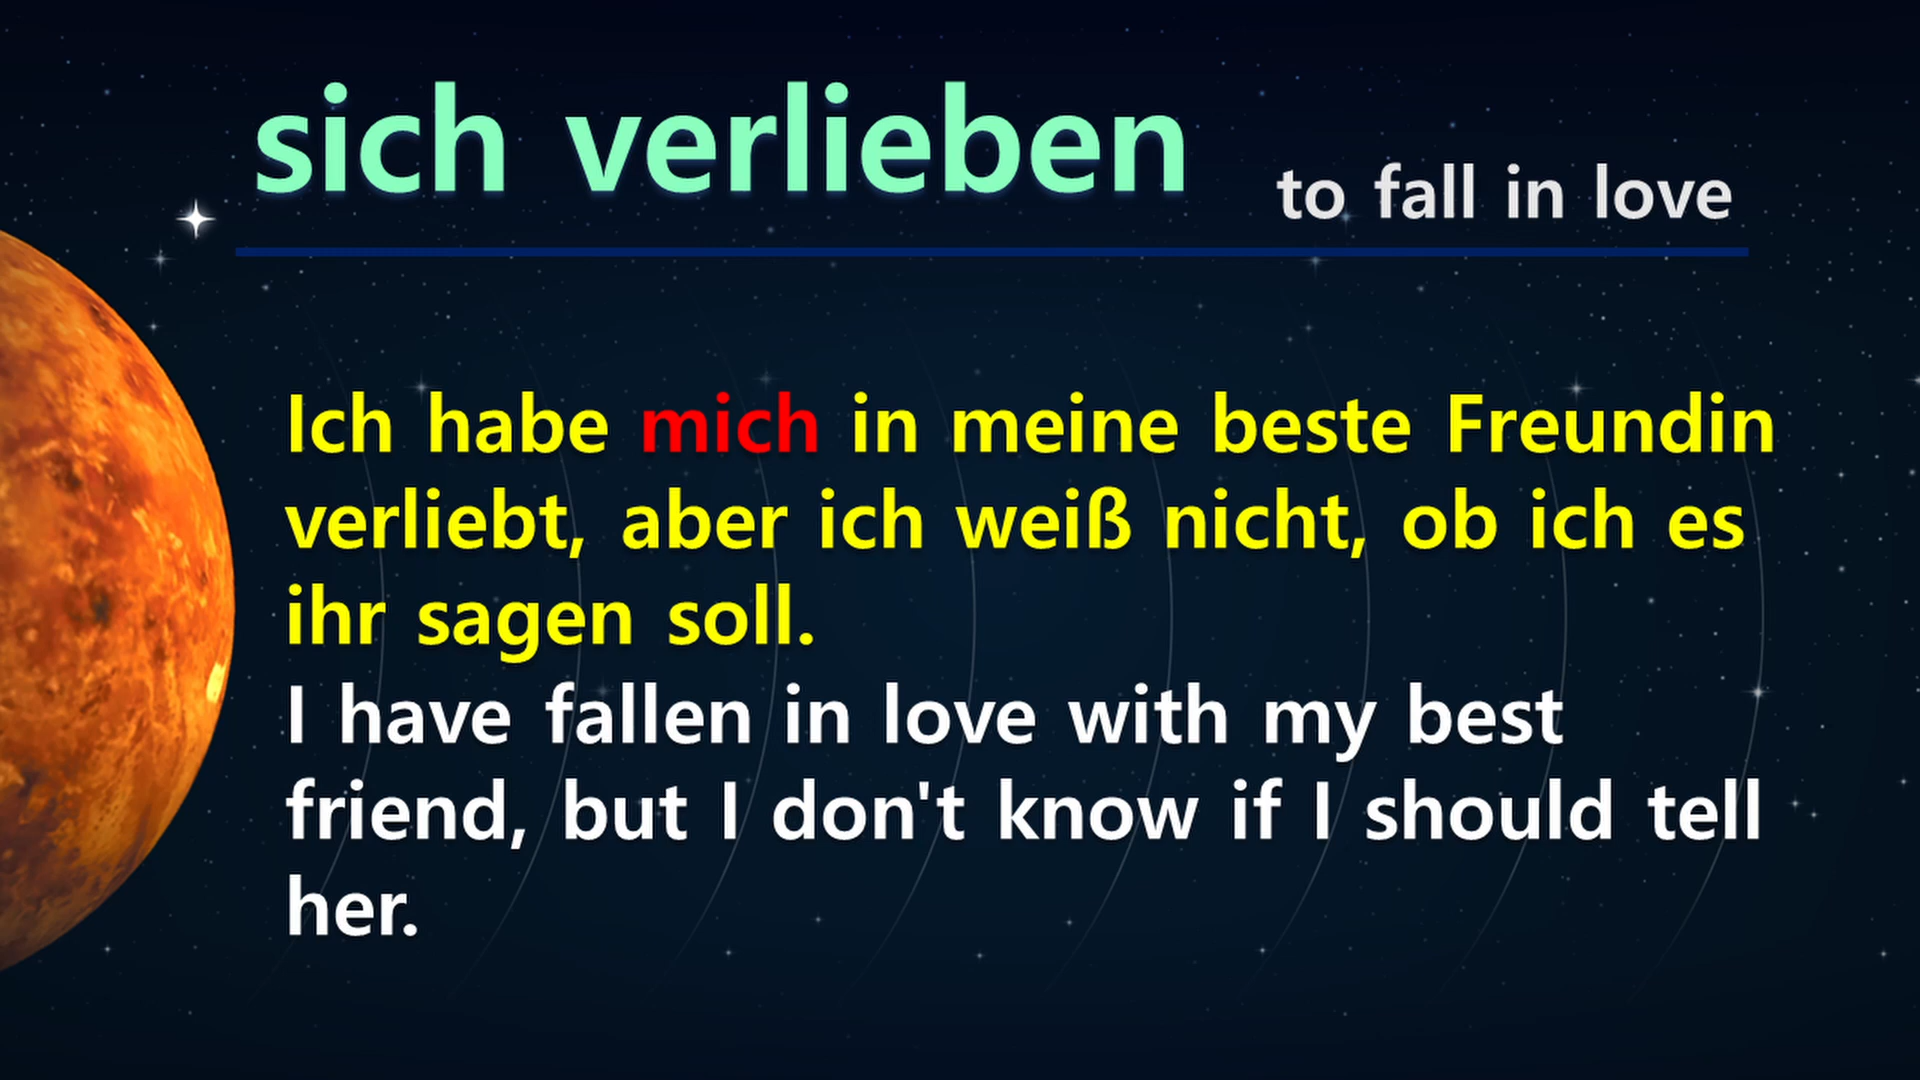 sich verlieben to fall in love
Ich habe mich in meine beste Freundin
verliebt, aber ich weiß nicht, ob ich es
ihr sagen soll.
I have fallen in love with my best
friend, but I don't know if I should tell
her.